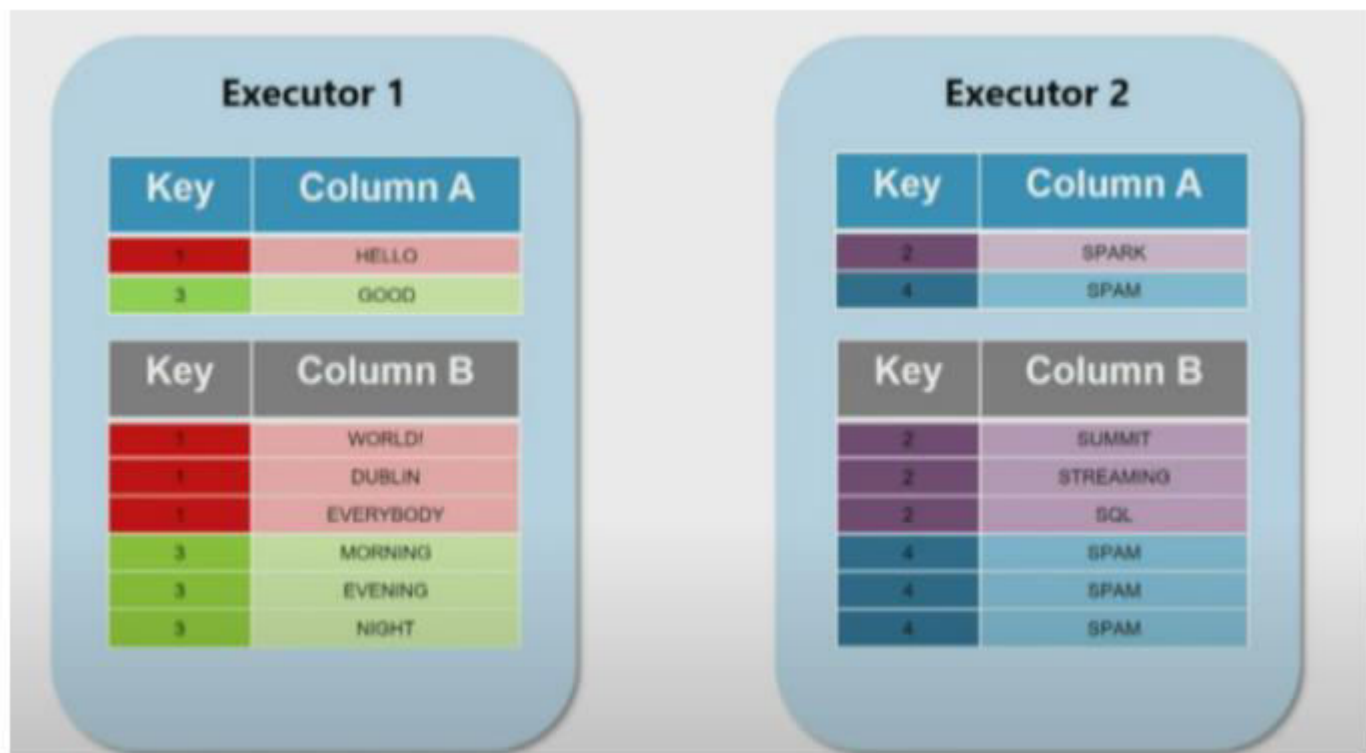 Executor 1
Key Column A
1 HELLO
3 GOOD
Key Column B
1 WORLD!
1 DUBLIN
1 EVERYBODY
3 MORNING
3 EVENING
3 NIGHT
Executor 2
Key Column A
2 SPARK
4 SPAM
Key Column B
2 SUMMIT
2 STREAMING
2 SQL
4 SPAM
4 SPAM
4 SPAM